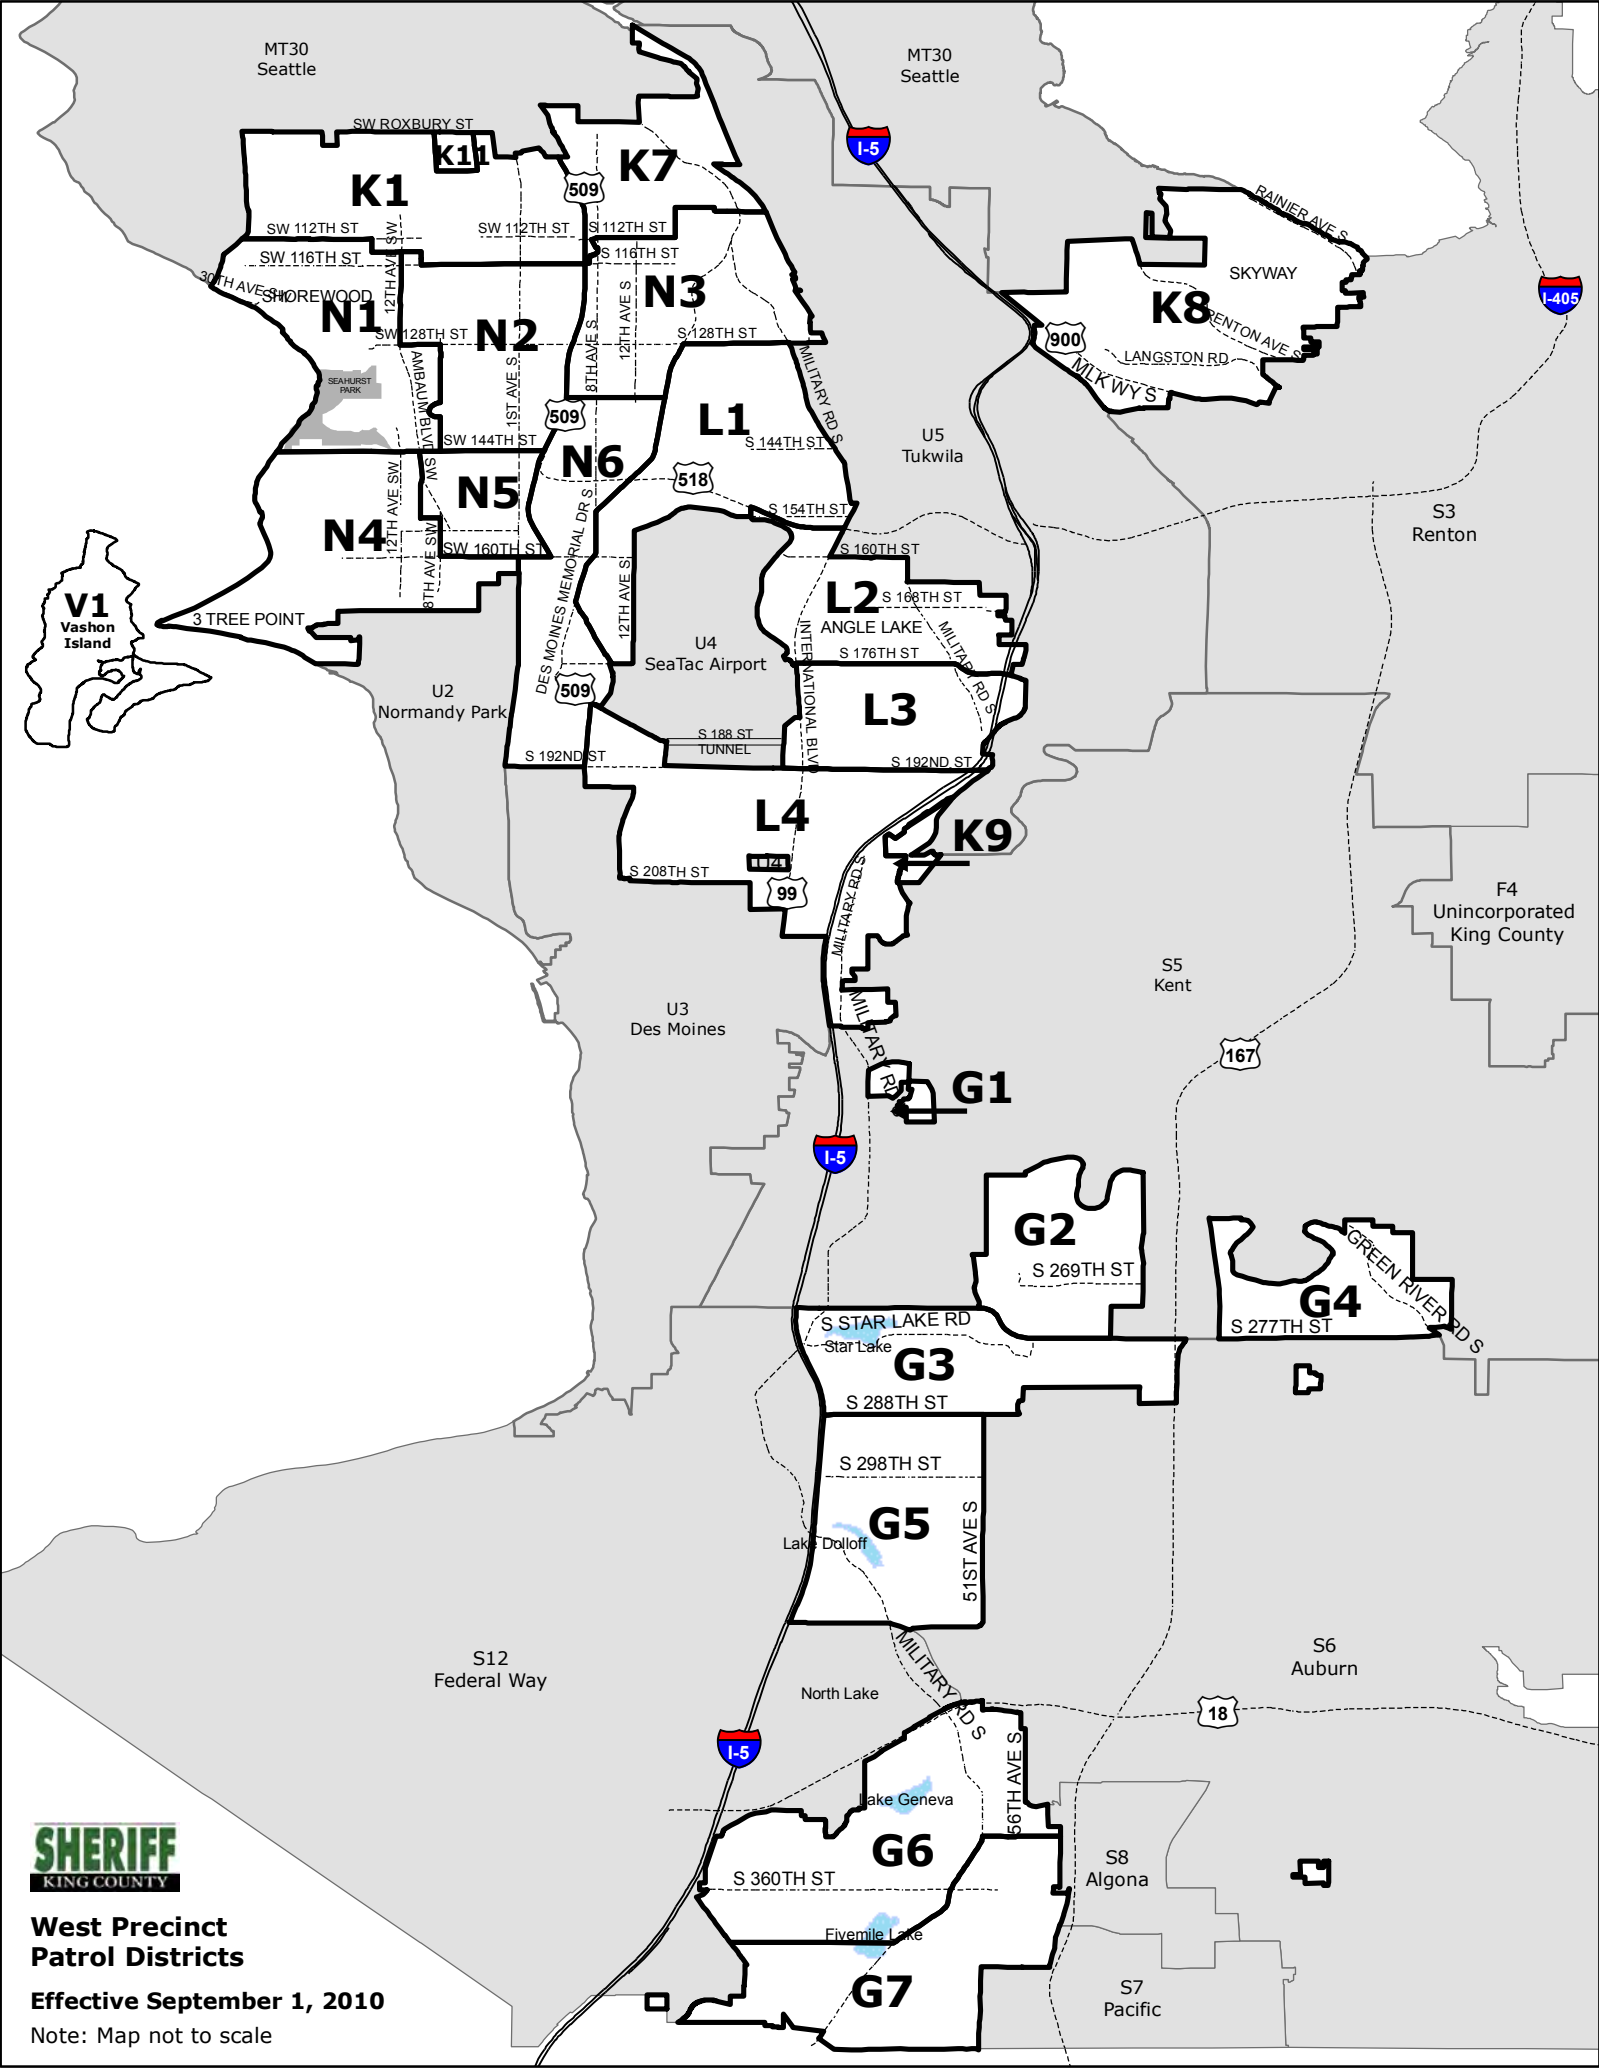 MT30
Seattle
MT30
Seattle
SW ROXBURY ST
K11
K7
I-5
K1
509
RAINIER AVE S
SW 112TH ST
SW 112TH ST
S 112TH ST
12TH AVE SW
SW 116TH ST
S 116TH ST
SKYWAY
30TH AVE SW
SHOREWOOD
N1
N2
N3
12TH AVE S
8TH AVE S
K8
RENTON AVE S
I-405
SW 128TH ST
S 128TH ST
900
LANGSTON RD
MLK WY S
SEAHURST
PARK
AMBAUM BLVD SW
1ST AVE S
MILITARY RD S
509
L1
SW 144TH ST
S 144TH ST
U5
Tukwila
N6
518
N5
12TH AVE SW
S 154TH ST
S3
Renton
N4
8TH AVE SW
SW 160TH ST
S 160TH ST
DES MOINES MEMORIAL DR S
12TH AVE S
V1
Vashon
Island
L2
S 168TH ST
3 TREE POINT
ANGLE LAKE
INTERNATIONAL BLVD
MILITARY RD S
U4
SeaTac Airport
S 176TH ST
U2
Normandy Park
509
L3
S 188 ST
TUNNEL
S 192ND ST
S 192ND ST
L4
K9
U4
S 208TH ST
99
MILITARY RD S
F4
Unincorporated
King County
S5
Kent
U3
Des Moines
MILITARY RD
167
G1
I-5
G2
S 269TH ST
GREEN RIVER RD S
G4
S 277TH ST
S STAR LAKE RD
Star Lake
G3
S 288TH ST
S 298TH ST
G5
Lake Dolloff
51ST AVE S
S12
Federal Way
MILITARY RD S
S6
Auburn
North Lake
18
I-5
56TH AVE S
Lake Geneva
G6
S 360TH ST
S8
Algona
Fivemile Lake
G7
S7
Pacific
SHERIFF
KING COUNTY
West Precinct
Patrol Districts
Effective September 1, 2010
Note: Map not to scale